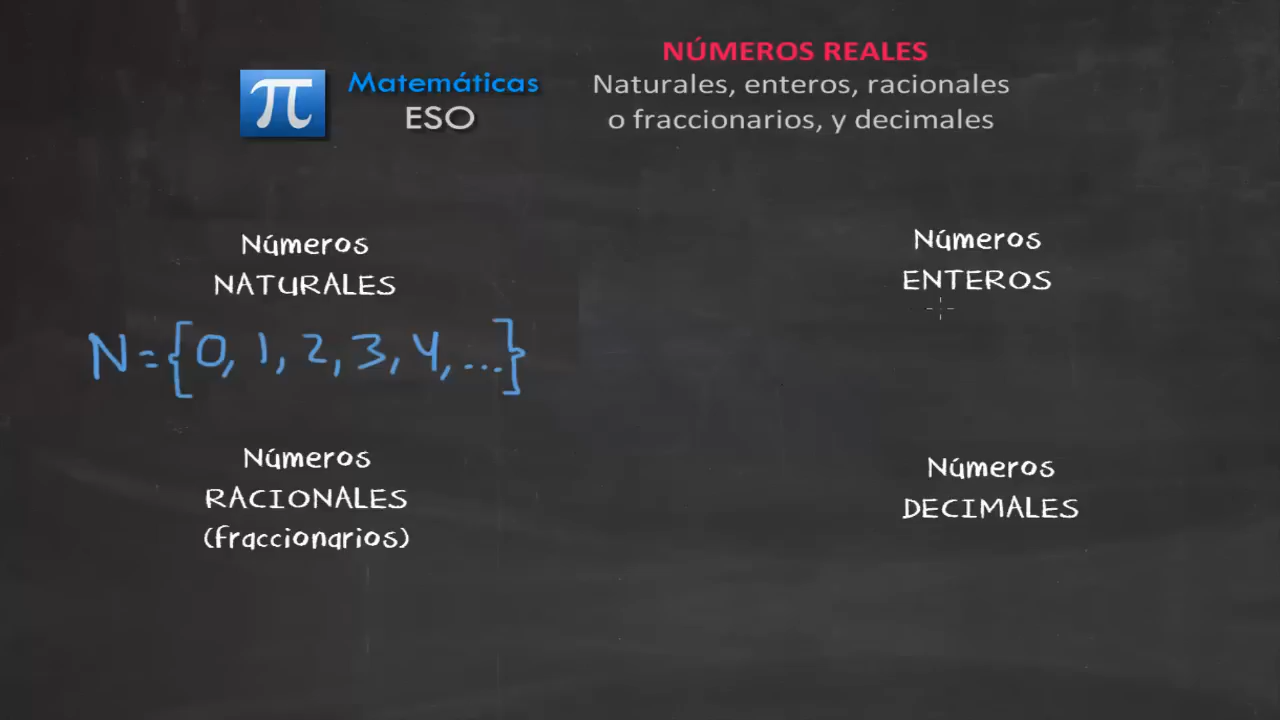 π
Matemáticas
ESO
NÚMEROS REALES
Naturales, enteros, racionales
o fraccionarios, y decimales
Números
NATURALES
N={0, 1, 2, 3, 4, ...}
Números
ENTEROS
Números
RACIONALES
(fraccionarios)
Números
DECIMALES